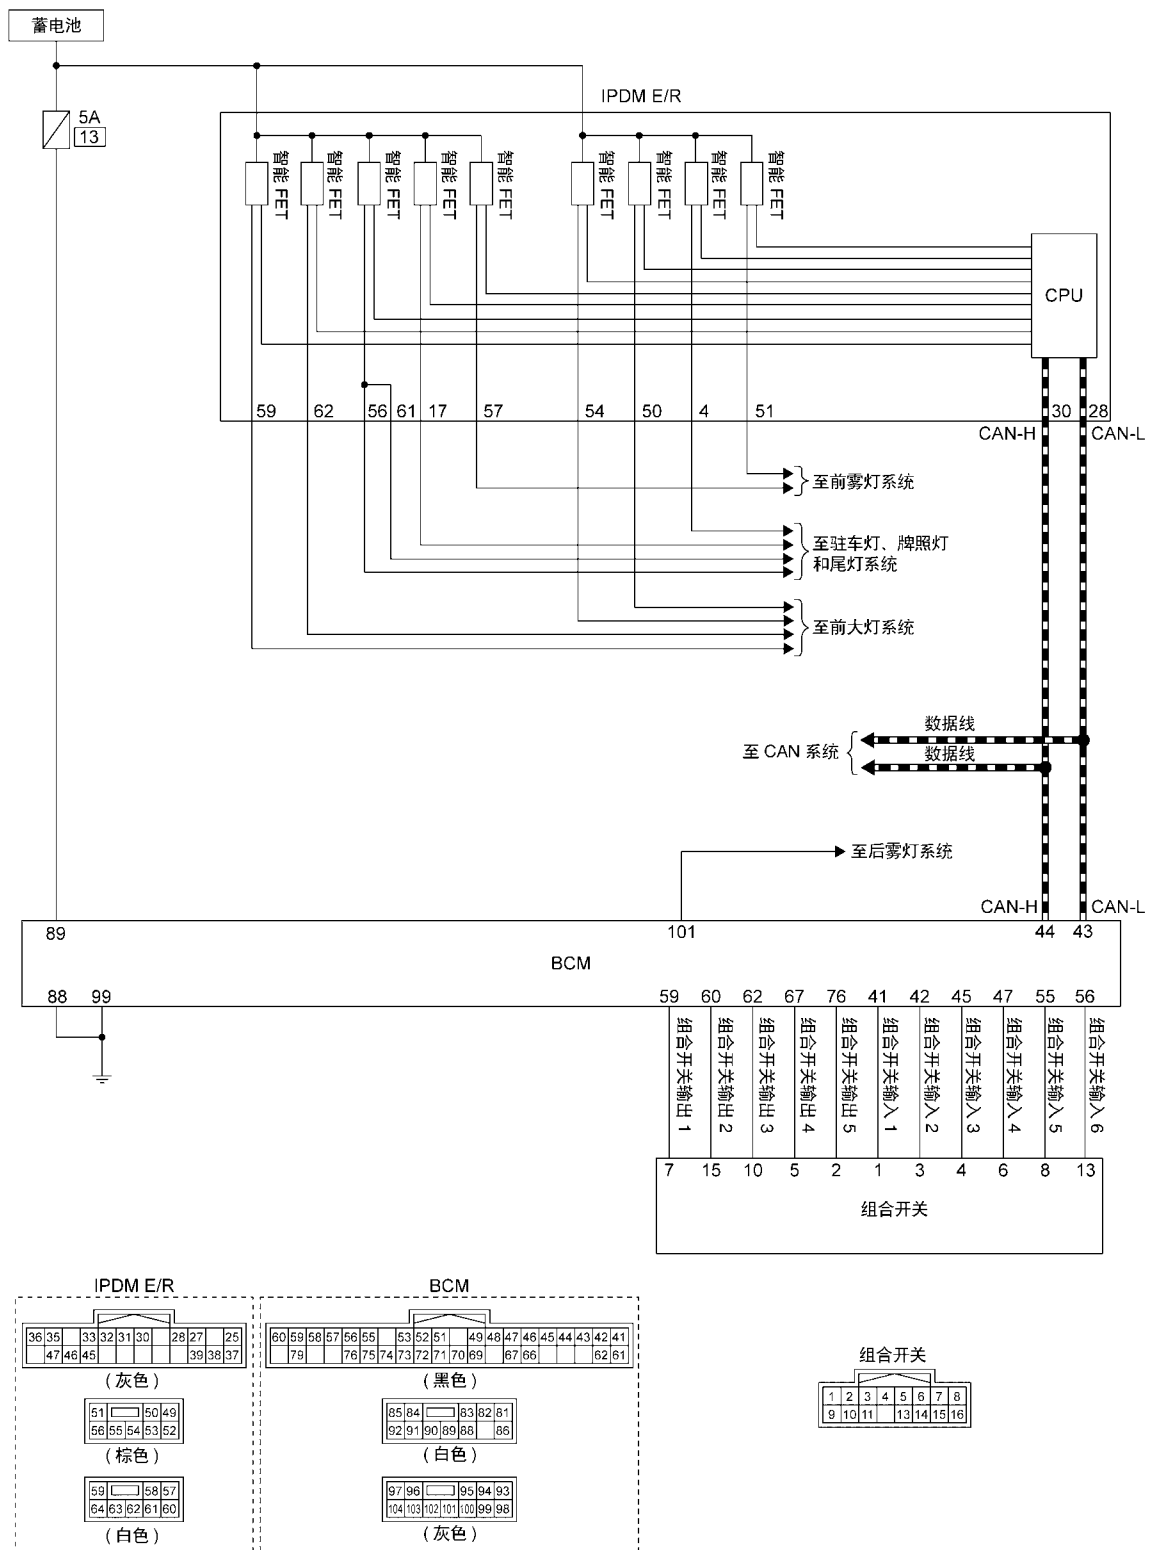 蓄电池
5A
13
IPDM E/R
智能 FET
智能 FET
智能 FET
智能 FET
智能 FET
智能 FET
智能 FET
智能 FET
智能 FET
CPU
59 62 56 61 17 57 54 50 4 51 30 28
CAN-H CAN-L
至前雾灯系统
至驻车灯、牌照灯
和尾灯系统
至前大灯系统
数据线
至 CAN 系统
数据线
至后雾灯系统
CAN-H CAN-L
89 101 44 43
BCM
88 99 59 60 62 67 76 41 42 45 47 55 56
组合开关输出 1
组合开关输出 2
组合开关输出 3
组合开关输出 4
组合开关输出 5
组合开关输入 1
组合开关输入 2
组合开关输入 3
组合开关输入 4
组合开关输入 5
组合开关输入 6
7 15 10 5 2 1 3 4 6 8 13
组合开关
IPDM E/R
36 35 33 32 31 30 28 27 25
47 46 45 39 38 37
(灰色)
51 50 49
56 55 54 53 52
(棕色)
59 58 57
64 63 62 61 60
(白色)
BCM
60 59 58 57 56 55 53 52 51 49 48 47 46 45 44 43 42 41
79 76 75 74 73 72 71 70 69 67 66 62 61
(黑色)
85 84 83 82 81
92 91 90 89 88 86
(白色)
97 96 95 94 93
104 103 102 101 100 99 98
(灰色)
组合开关
1 2 3 4 5 6 7 8
9 10 11 13 14 15 16